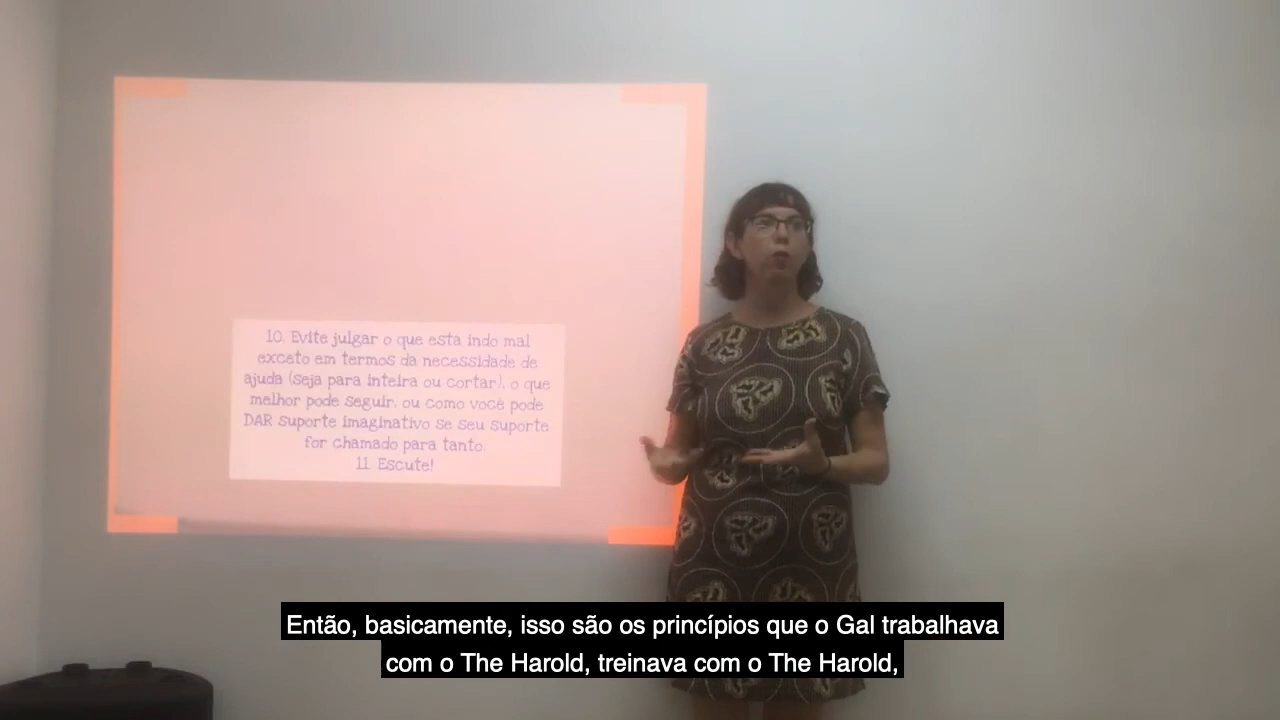 10. Evite julgar o que esta indo mal
exceto em termos da necessidade de
ajuda (seja para inteira ou cortar), o que
melhor pode seguir, ou como você pode
DAR suporte imaginativo se seu suporte
for chamado para tanto.
11. Escute!
Então, basicamente, isso são os princípios que o Gal trabalhava
com o The Harold, treinava com o The Harold,